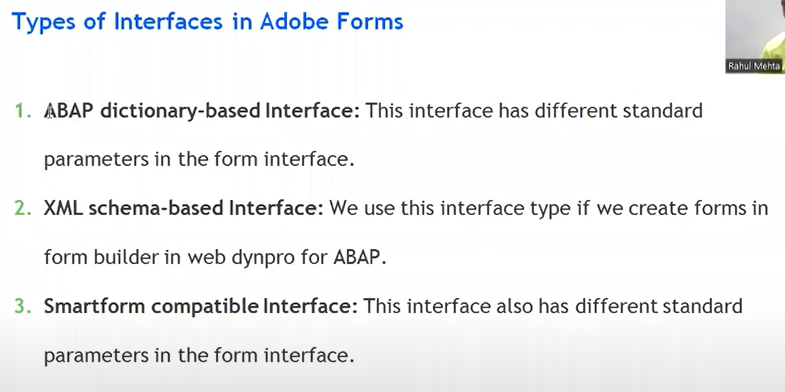 Types of Interfaces in Adobe Forms
Rahul Mehta
1. ABAP dictionary-based Interface: This interface has different standard
parameters in the form interface.
2. XML schema-based Interface: We use this interface type if we create forms in
form builder in web dynpro for ABAP.
3. Smartform compatible Interface: This interface also has different standard
parameters in the form interface.